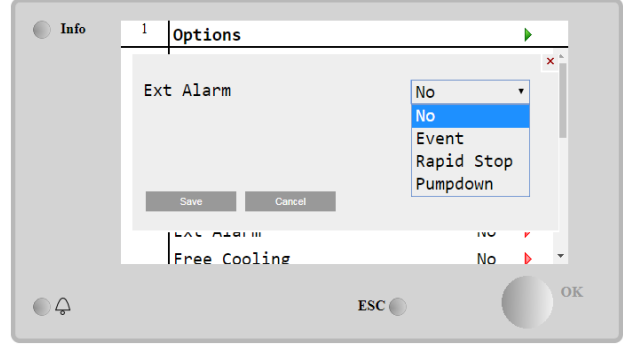 Info
1 Options
×
Ext Alarm No
No
Event
Rapid Stop
Pumpdown
Save Cancel
Ext Alarm No
Free Cooling No
ESC OK